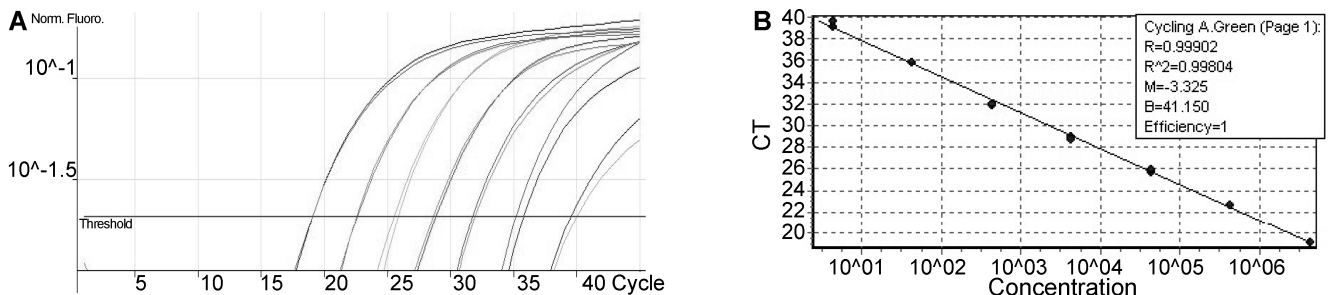 A
Norm. Fluoro.
10^-1
10^-1.5
Threshold
5 10 15 20 25 30 35 40 Cycle
B
CT
40
38
36
34
32
30
28
26
24
22
20
Cycling A.Green (Page 1):
R=0.99902
R^2=0.99804
M=-3.325
B=41.150
Efficiency=1
10^01 10^02 10^03 10^04 10^05 10^06
Concentration